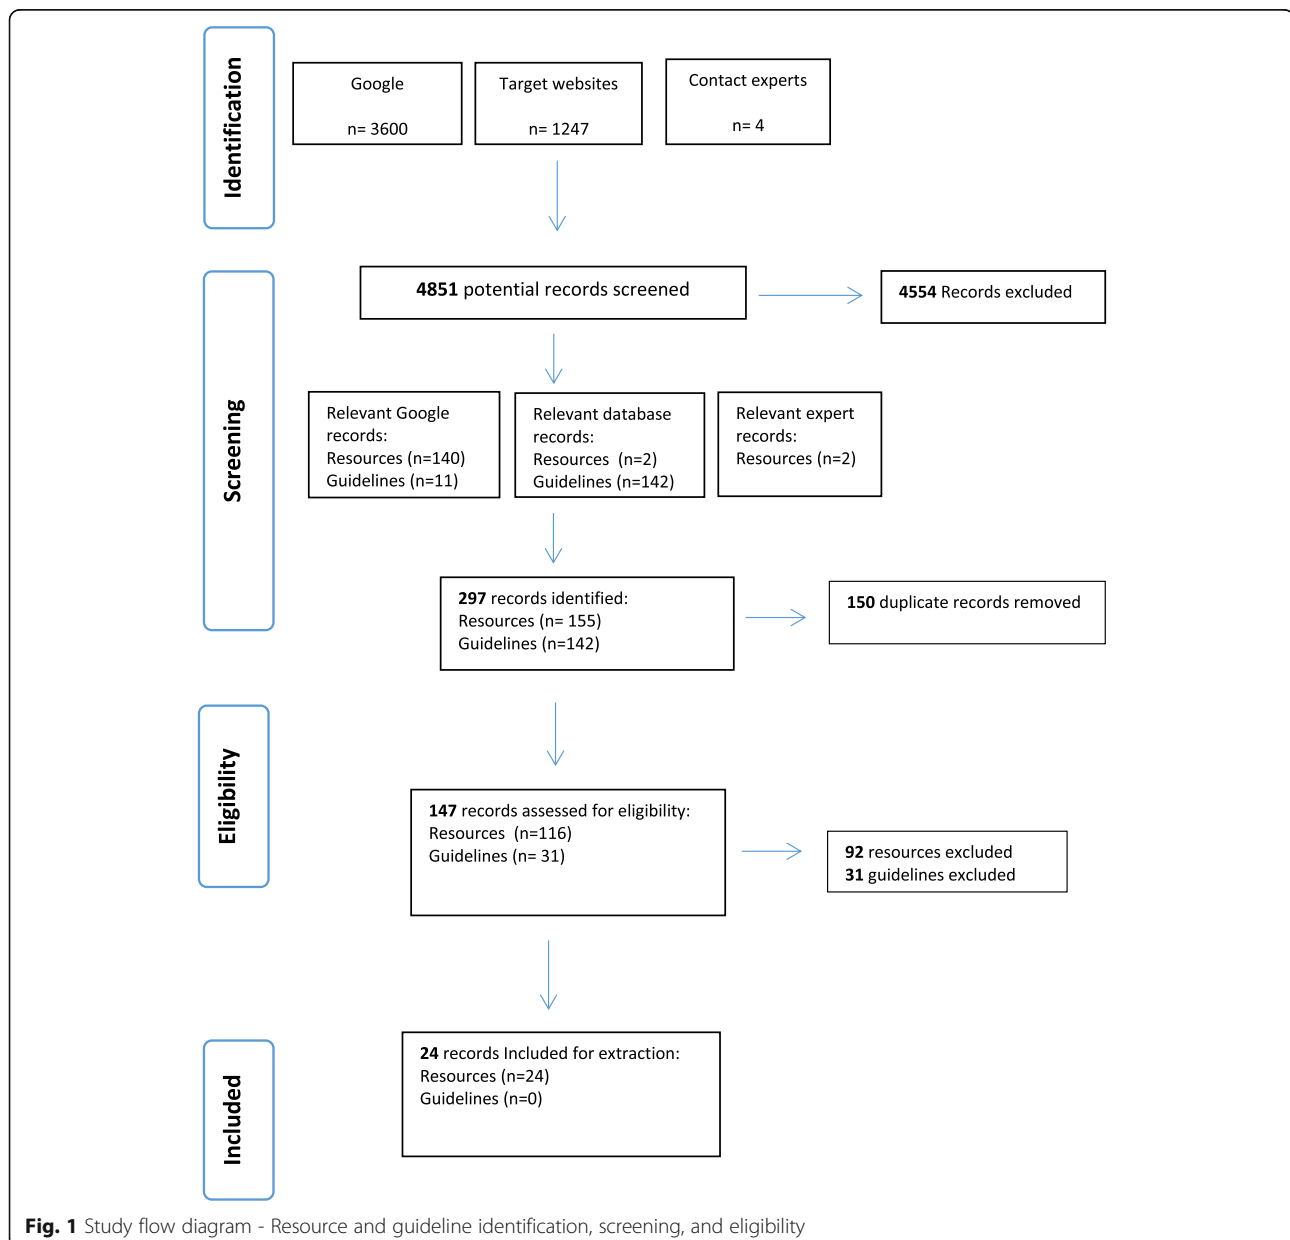 Identification
Google
n= 3600
Target websites
n= 1247
Contact experts
n= 4
Screening
4851 potential records screened
4554 Records excluded
Relevant Google
records:
Resources (n=140)
Guidelines (n=11)
Relevant database
records:
Resources  (n=2)
Guidelines (n=142)
Relevant expert
records:
Resources (n=2)
297 records identified:
Resources (n= 155)
Guidelines (n=142)
150 duplicate records removed
Eligibility
147 records assessed for eligibility:
Resources  (n=116)
Guidelines (n= 31)
92 resources excluded
31 guidelines excluded
Included
24 records Included for extraction:
Resources (n=24)
Guidelines (n=0)
Fig. 1 Study flow diagram - Resource and guideline identification, screening, and eligibility